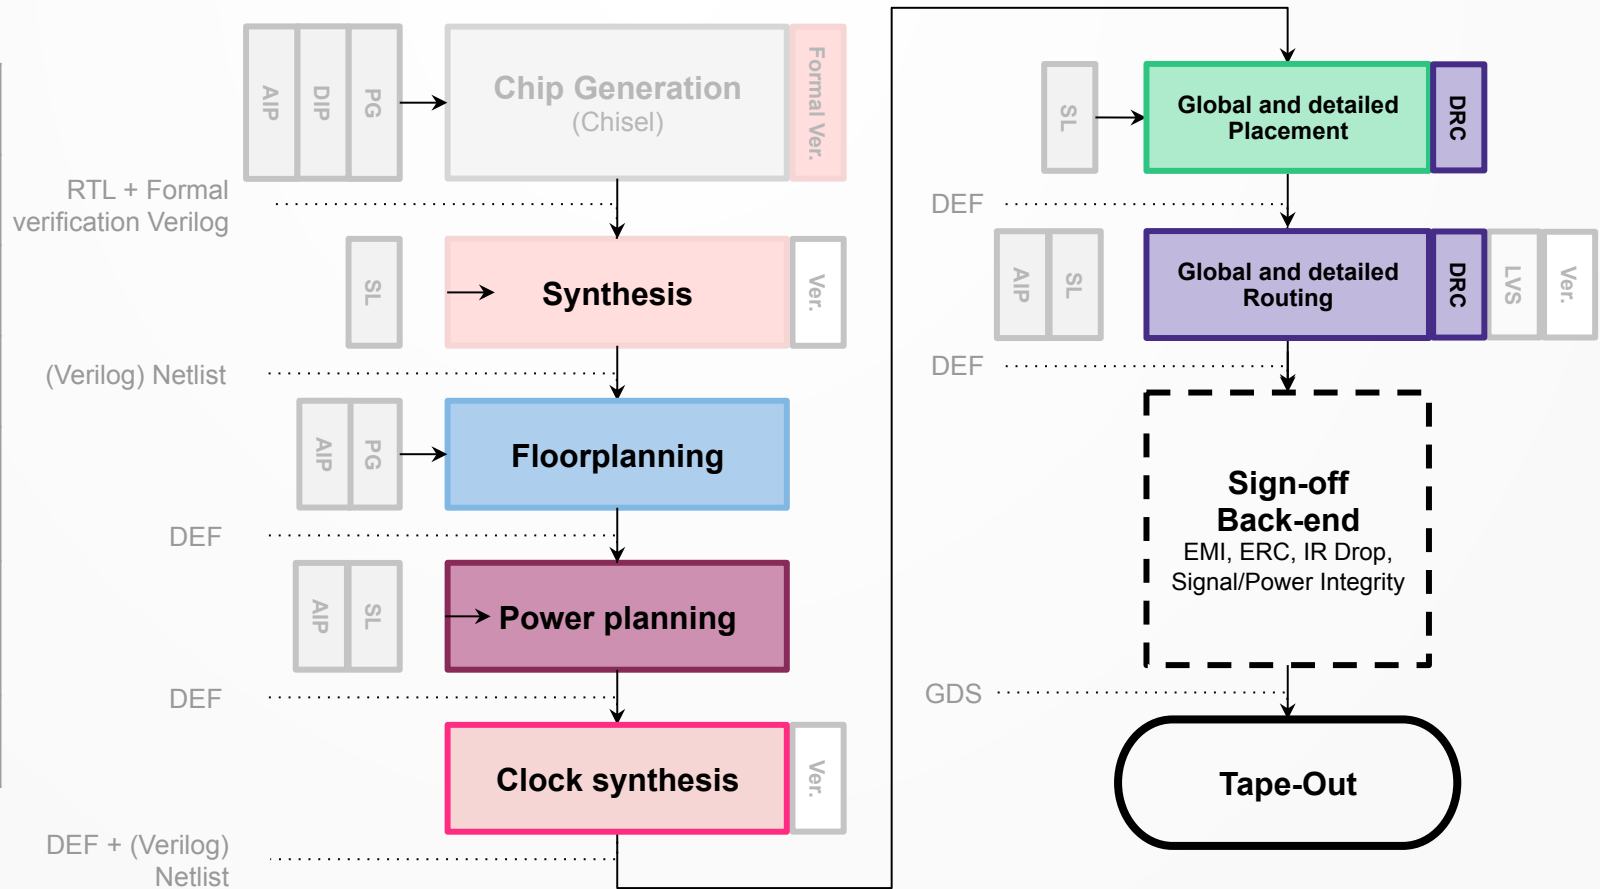 AIP
DIP
PG
Chip Generation
(Chisel)
Formal Ver.
RTL + Formal
verification Verilog
SL
Synthesis
Ver.
(Verilog) Netlist
AIP
PG
Floorplanning
DEF
AIP
SL
Power planning
DEF
Clock synthesis
Ver.
DEF + (Verilog)
Netlist
SL
Global and detailed
Placement
DRC
DEF
AIP
SL
Global and detailed
Routing
DRC
LVS
Ver.
DEF
Sign-off
Back-end
EMI, ERC, IR Drop,
Signal/Power Integrity
GDS
Tape-Out